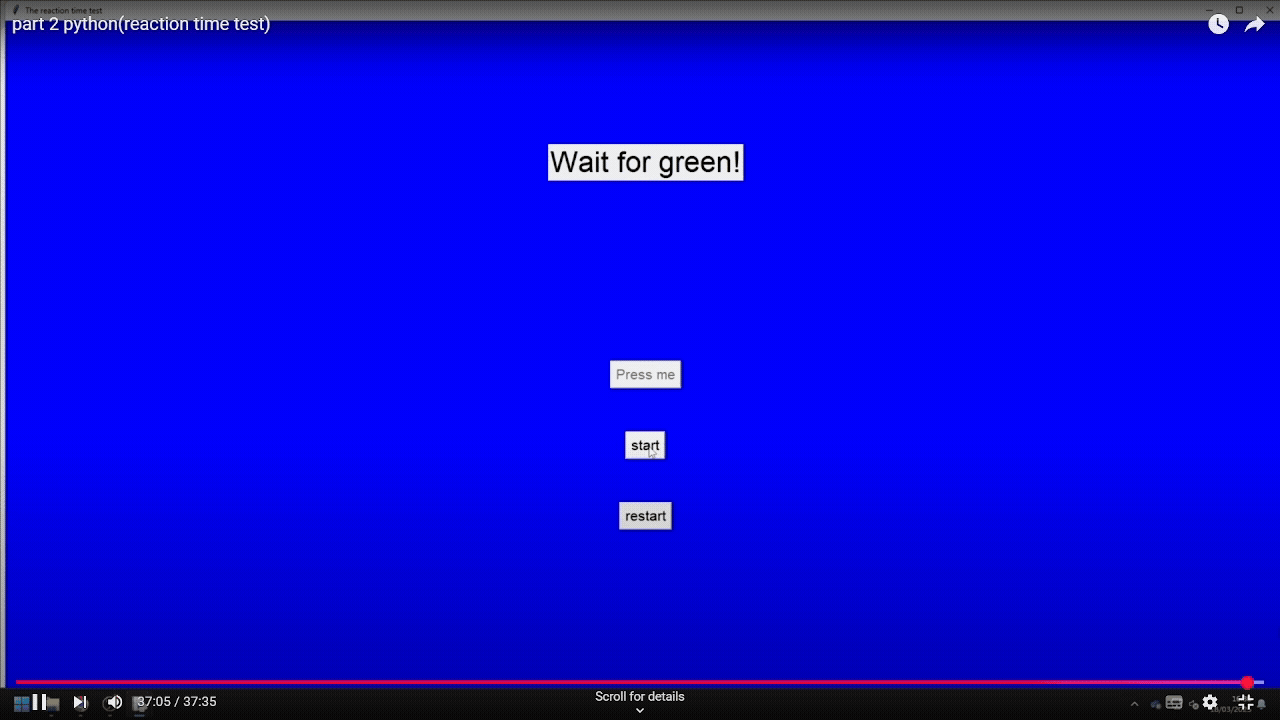 The reaction time test
part 2 python(reaction time test)
Wait for green!
Press me
start
restart
37:05 / 37:35
Scroll for details